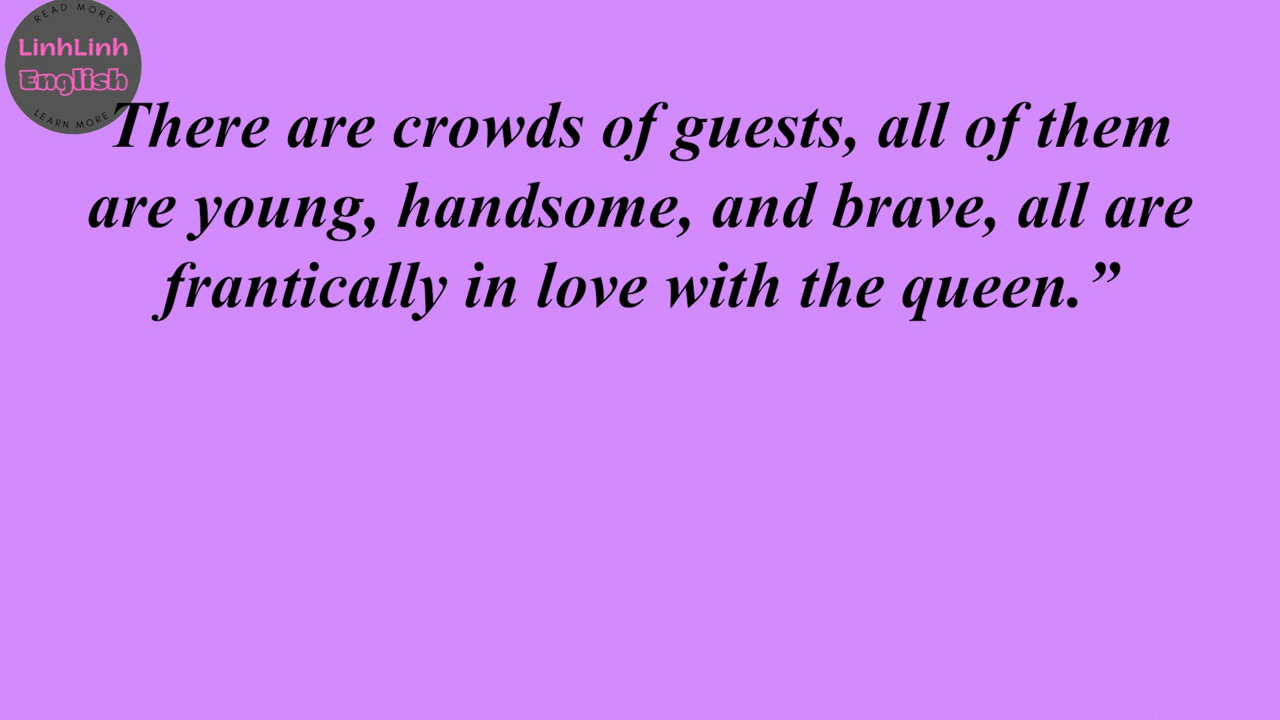 READ MORE
LinhLinh
English
LEARN MORE
There are crowds of guests, all of them
are young, handsome, and brave, all are
frantically in love with the queen.”